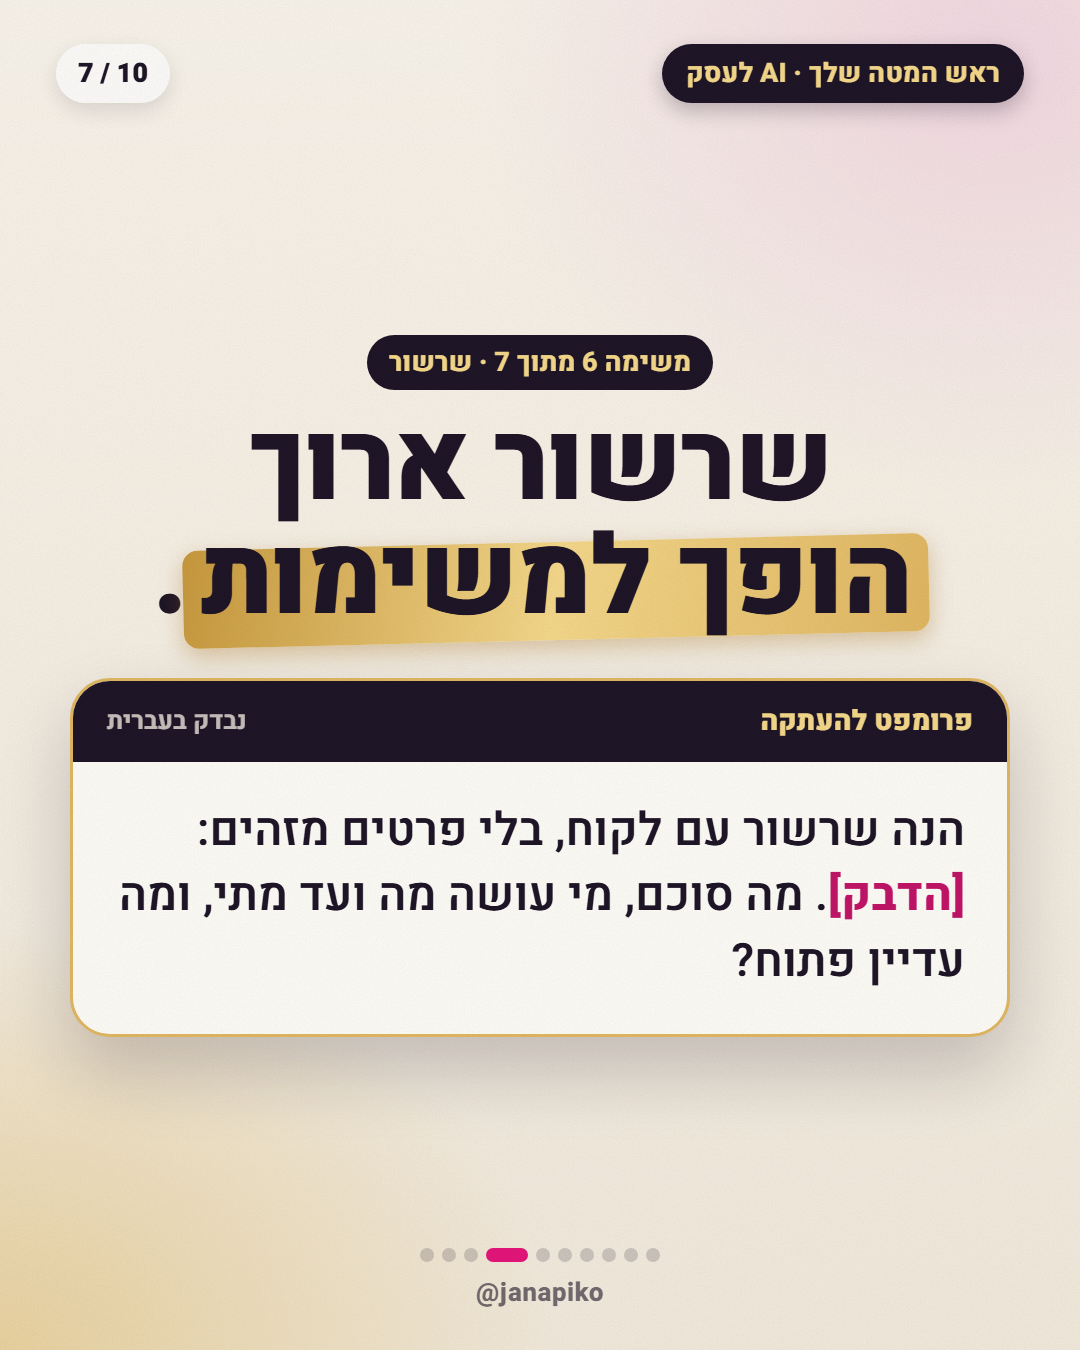 ראש המטה שלך · AI לעסק
7 / 10
משימה 6 מתוך 7 · שרשור
שרשור ארוך
הופך למשימות.
פרומפט להעתקה
נבדק בעברית
הנה שרשור עם לקוח, בלי פרטים מזהים:
[הדבק]. מה סוכם, מי עושה מה ועד מתי, ומה
עדיין פתוח?
@janapiko